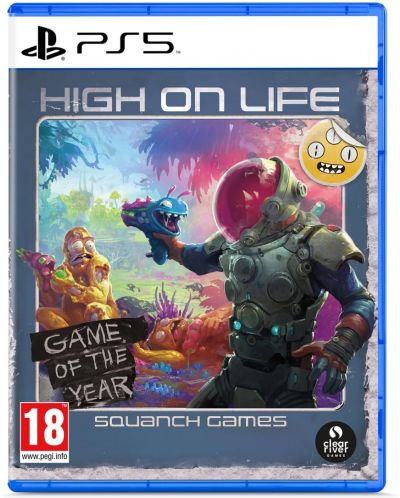 PS5
HIGH ON LIFE
GAME
OF THE
YEAR
SQUANCH GAMES
18
www.pegi.info
clear
river
GAMES